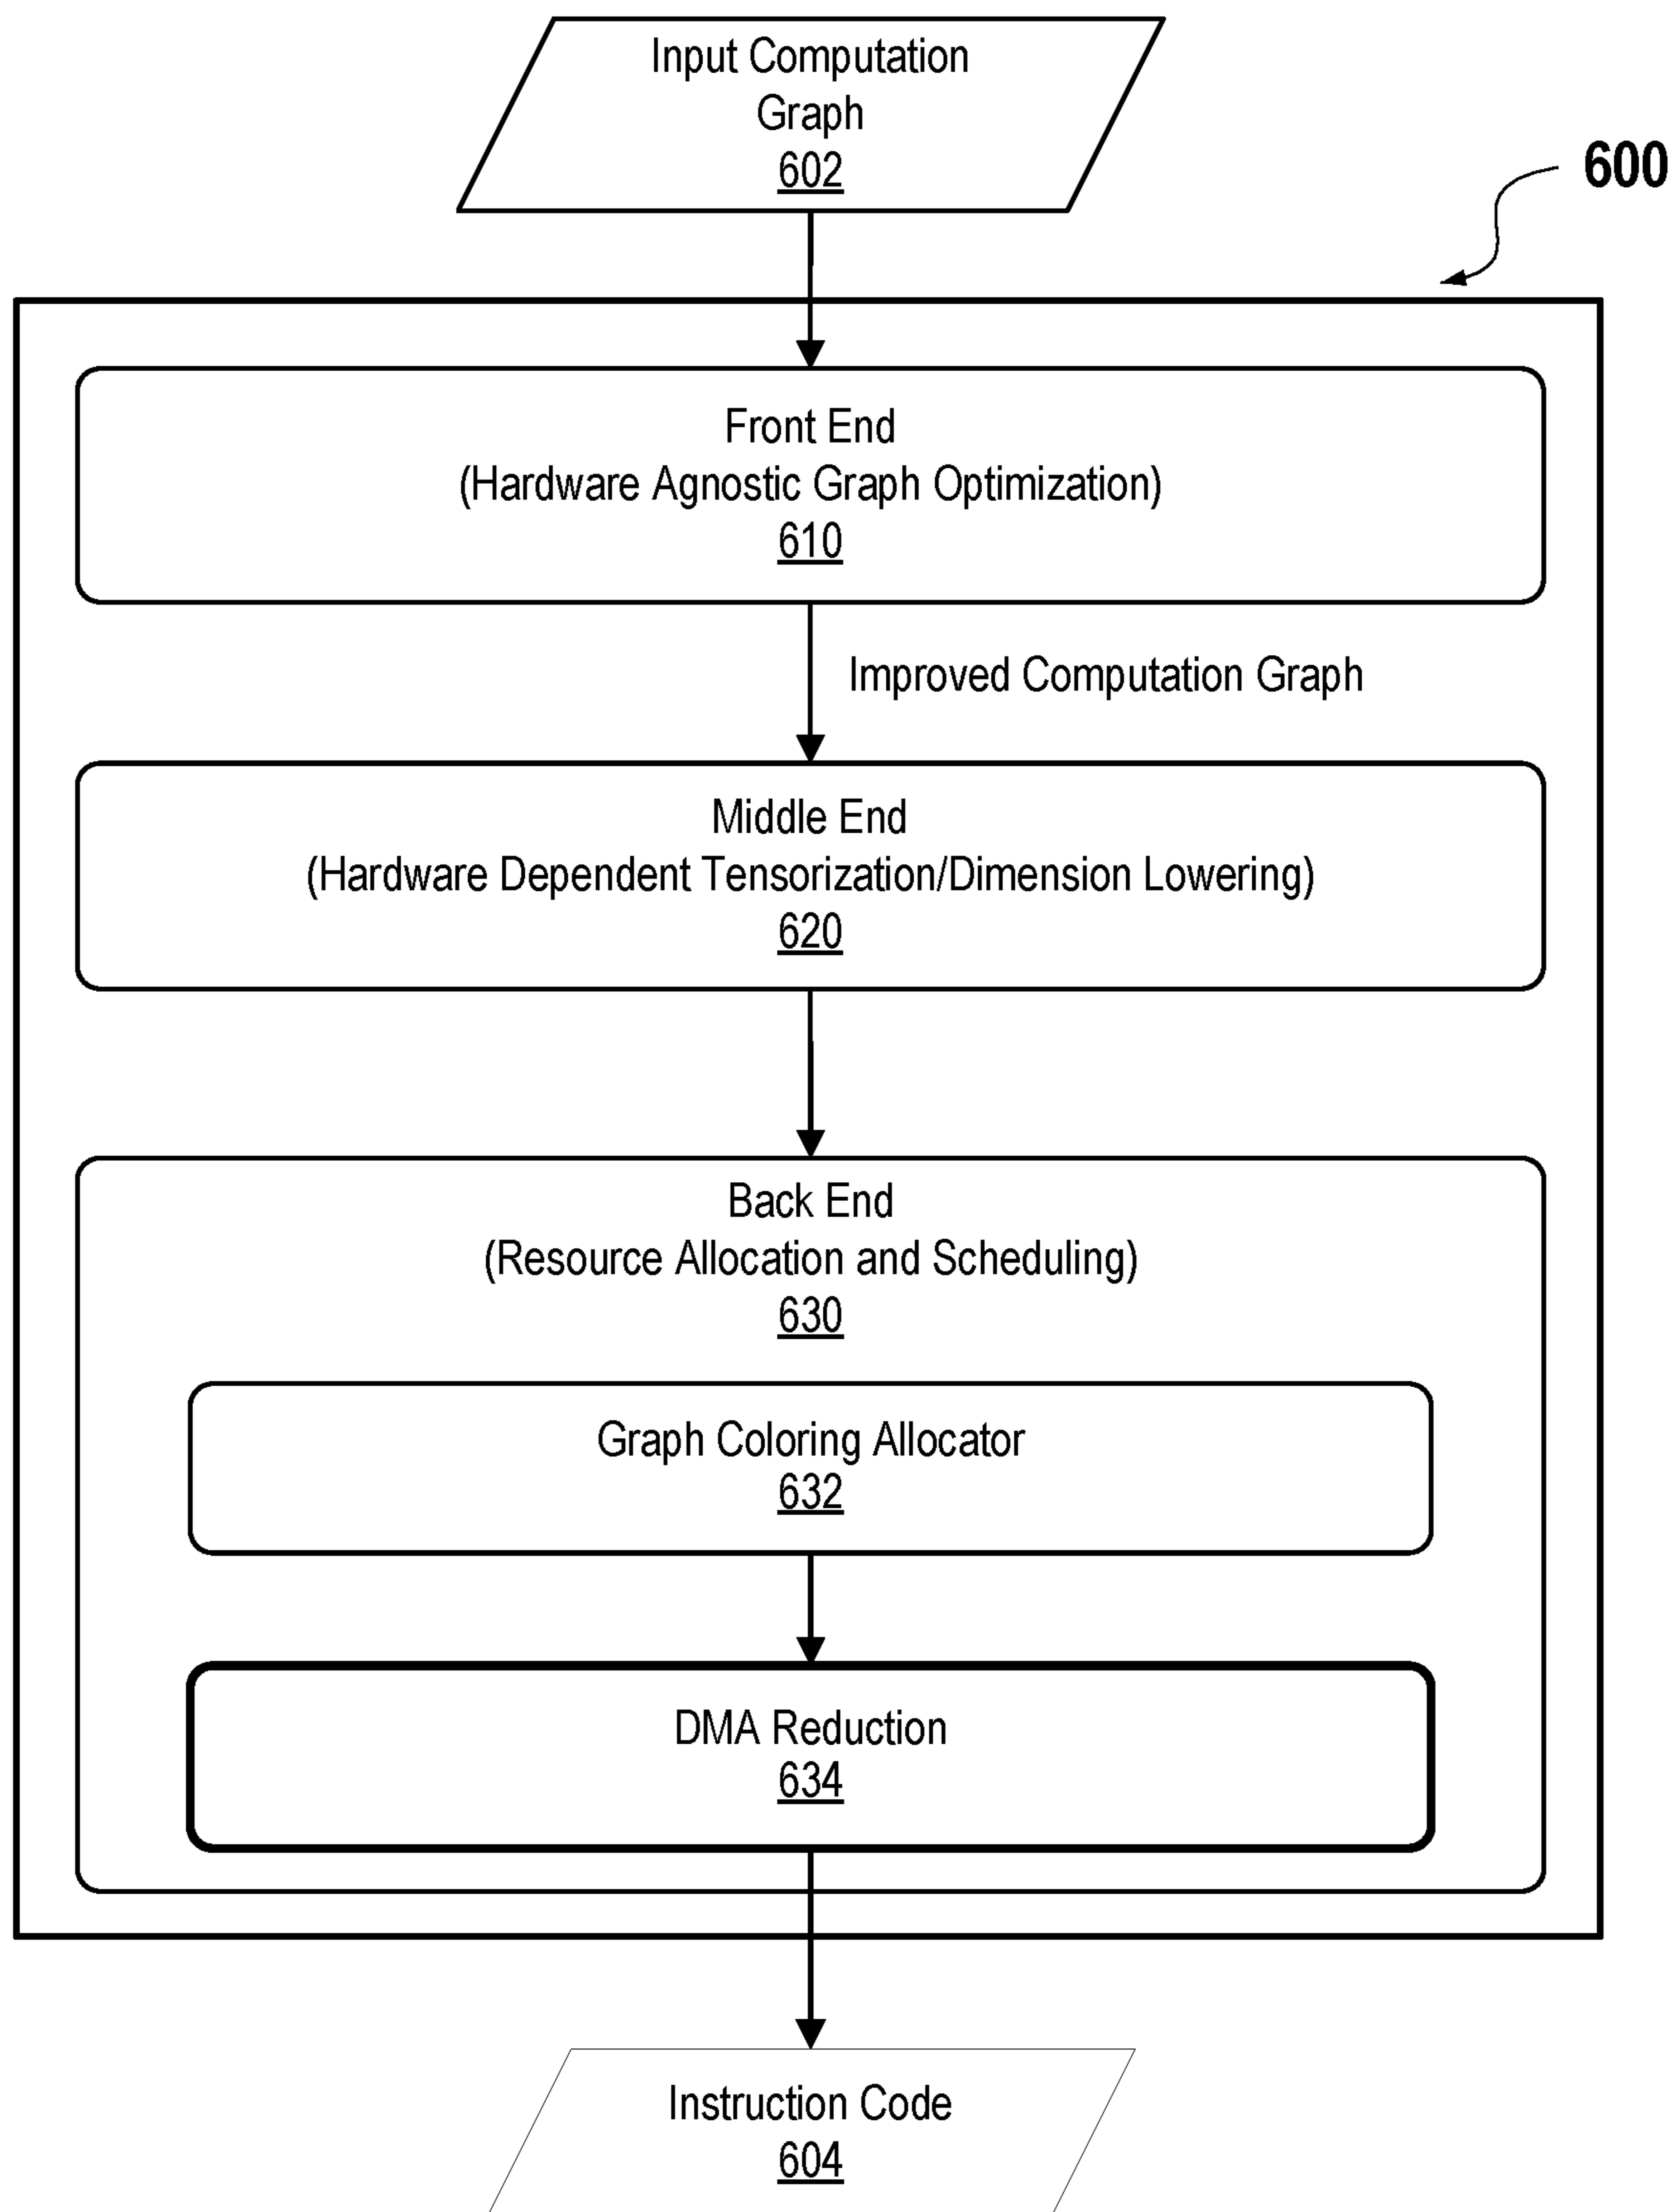 Input Computation
Graph
602
600
Front End
(Hardware Agnostic Graph Optimization)
610
Improved Computation Graph
Middle End
(Hardware Dependent Tensorization/Dimension Lowering)
620
Back End
(Resource Allocation and Scheduling)
630
Graph Coloring Allocator
632
DMA Reduction
634
Instruction Code
604